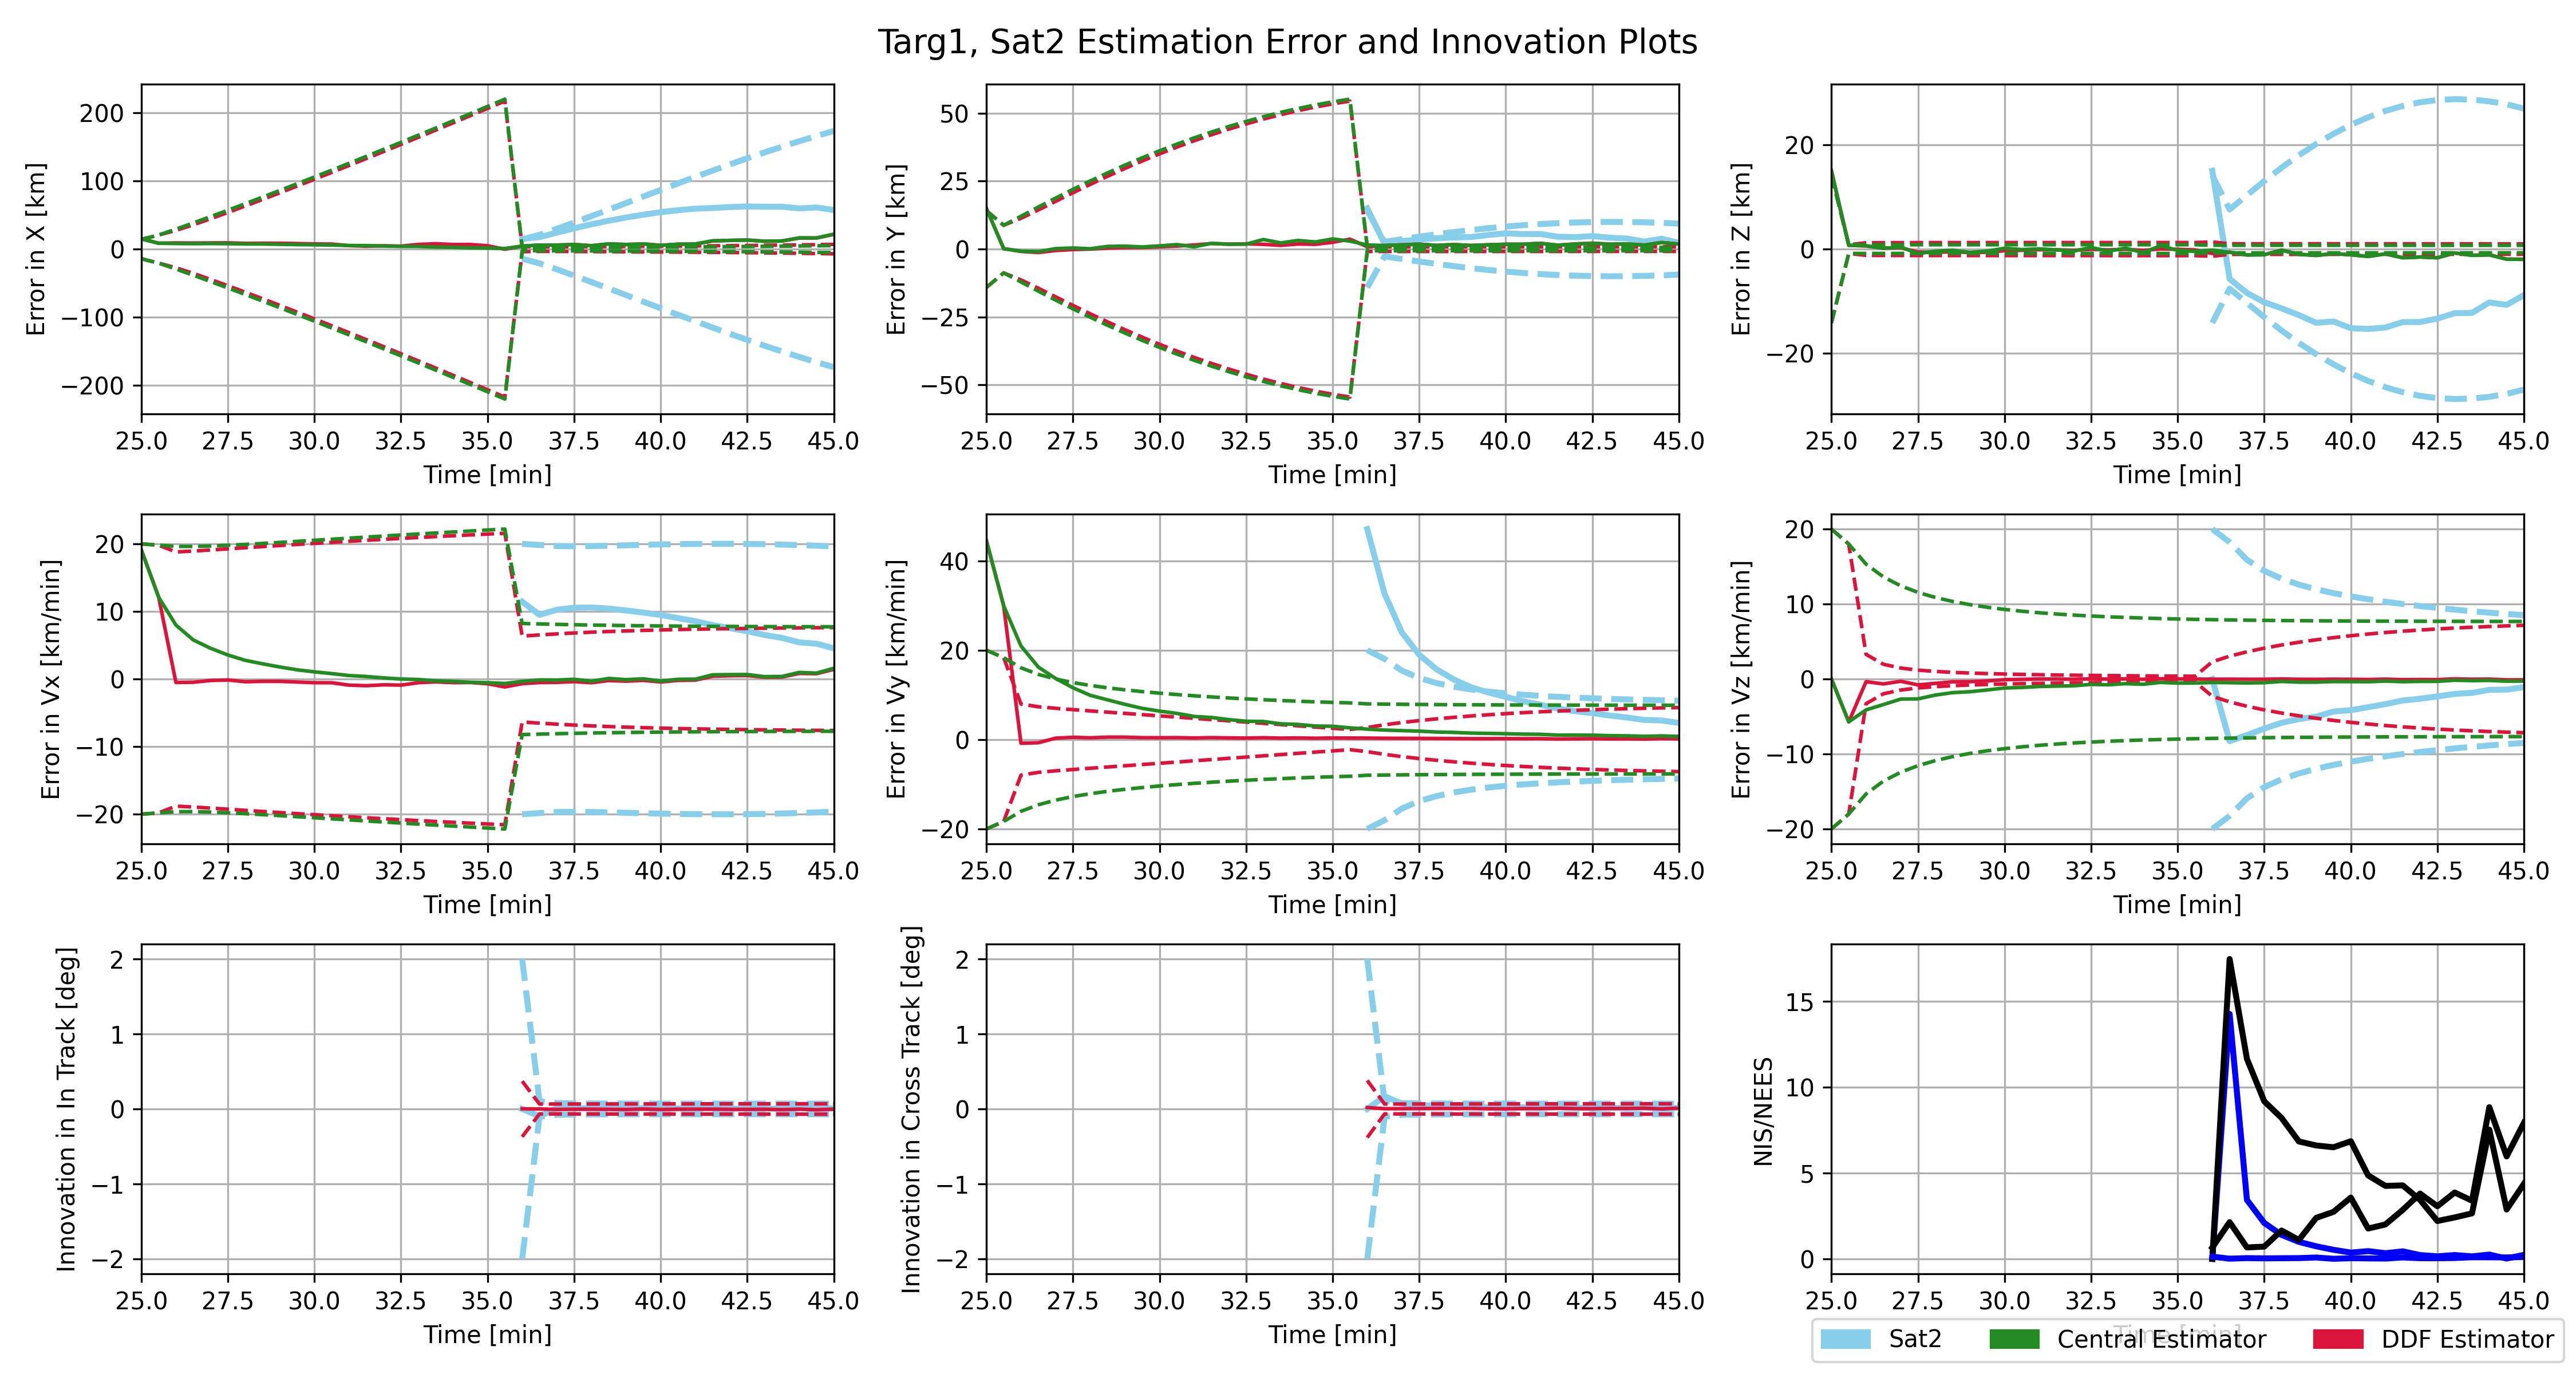 Targ1, Sat2 Estimation Error and Innovation Plots
Error in X [km]
200
100
0
−100
−200
25.0 27.5 30.0 32.5 35.0 37.5 40.0 42.5 45.0
Time [min]
Error in Y [km]
50
25
0
−25
−50
25.0 27.5 30.0 32.5 35.0 37.5 40.0 42.5 45.0
Time [min]
Error in Z [km]
20
0
−20
25.0 27.5 30.0 32.5 35.0 37.5 40.0 42.5 45.0
Time [min]
Error in Vx [km/min]
20
10
0
−10
−20
25.0 27.5 30.0 32.5 35.0 37.5 40.0 42.5 45.0
Time [min]
Error in Vy [km/min]
40
20
0
−20
25.0 27.5 30.0 32.5 35.0 37.5 40.0 42.5 45.0
Time [min]
Error in Vz [km/min]
20
10
0
−10
−20
25.0 27.5 30.0 32.5 35.0 37.5 40.0 42.5 45.0
Time [min]
Innovation in In Track [deg]
2
1
0
−1
−2
25.0 27.5 30.0 32.5 35.0 37.5 40.0 42.5 45.0
Time [min]
Innovation in Cross Track [deg]
2
1
0
−1
−2
25.0 27.5 30.0 32.5 35.0 37.5 40.0 42.5 45.0
Time [min]
NIS/NEES
15
10
5
0
25.0 27.5 30.0 32.5 35.0 37.5 40.0 42.5 45.0
Time [min]
Sat2 Central Estimator DDF Estimator